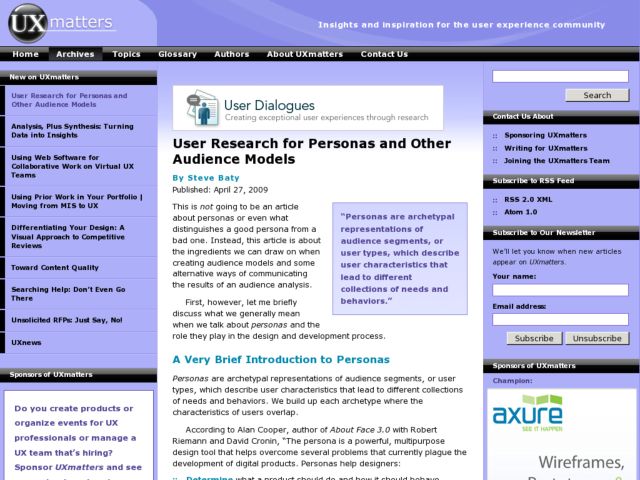 UXmatters
Insights and inspiration for the user experience community
Home Archives Topics Glossary Authors About UXmatters Contact Us
New on UXmatters
User Research for Personas and
Other Audience Models
Analysis, Plus Synthesis: Turning
Data into Insights
Using Web Software for
Collaborative Work on Virtual UX
Teams
Using Prior Work in Your Portfolio |
Moving from MIS to UX
Differentiating Your Design: A
Visual Approach to Competitive
Reviews
Toward Content Quality
Searching Help: Don’t Even Go
There
Unsolicited RFPs: Just Say, No!
UXnews
Sponsors of UXmatters
Do you create products or
organize events for UX
professionals or manage a
UX team that’s hiring?
Sponsor UXmatters and see
User Dialogues
Creating exceptional user experiences through research
User Research for Personas and Other
Audience Models
By Steve Baty
Published: April 27, 2009
This is not going to be an article
about personas or even what
distinguishes a good persona from a
bad one. Instead, this article is about
the ingredients we can draw on when
creating audience models and some
alternative ways of communicating
the results of an audience analysis.
“Personas are archetypal
representations of
audience segments, or
user types, which describe
user characteristics that
lead to different
collections of needs and
behaviors.”
First, however, let me briefly
discuss what we generally mean
when we talk about personas and the
role they play in the design and development process.
A Very Brief Introduction to Personas
Personas are archetypal representations of audience segments, or user
types, which describe user characteristics that lead to different collections
of needs and behaviors. We build up each archetype where the
characteristics of users overlap.
According to Alan Cooper, author of About Face 3.0 with Robert
Riemann and David Cronin, “The persona is a powerful, multipurpose
design tool that helps overcome several problems that currently plague the
development of digital products. Personas help designers:
:: Determine what a product should do and how it should behave.
Search
Contact Us About
:: Sponsoring UXmatters
:: Writing for UXmatters
:: Joining the UXmatters Team
Subscribe to RSS Feed
:: RSS 2.0 XML
:: Atom 1.0
Subscribe to Our Newsletter
We’ll let you know when new articles
appear on UXmatters.
Your name:
Email address:
Subscribe Unsubscribe
Sponsors of UXmatters
Champion:
axure
SEE IT HAPPEN
Wireframes,